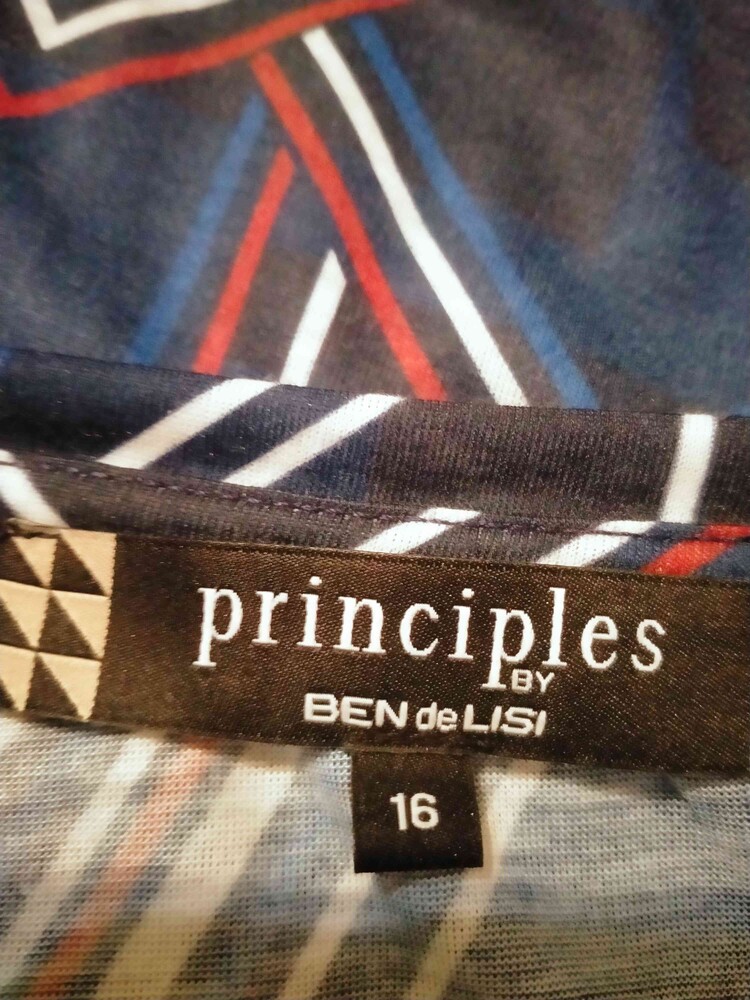 principles
BY
BEN de LISI
16